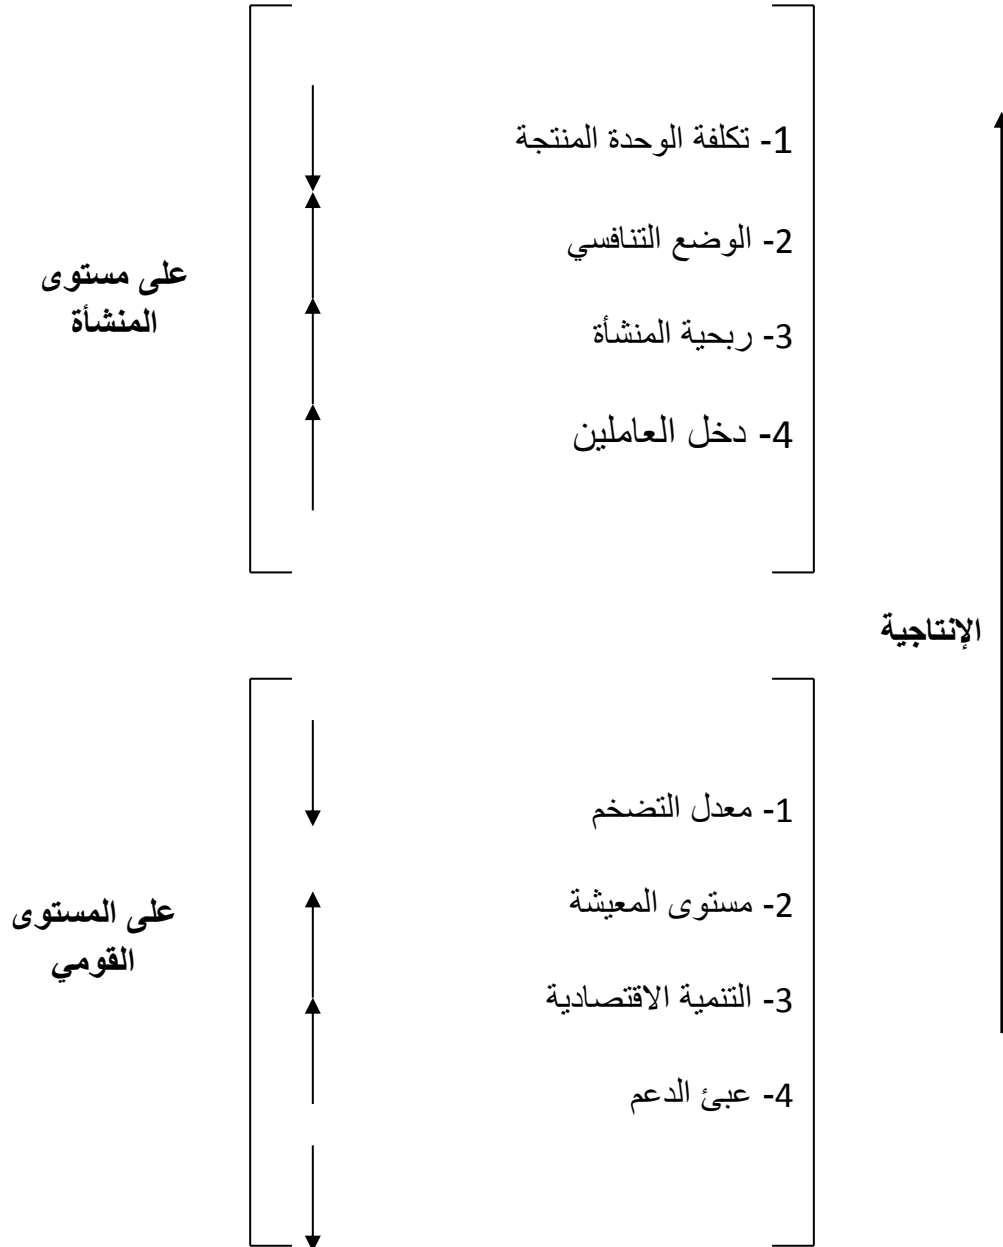 1- تكلفة الوحدة المنتجة
2- الوضع التنافسي
3- ربحية المنشأة
4- دخل العاملين
على مستوى
المنشأة
الإنتاجية
1- معدل التضخم
2- مستوى المعيشة
3- التنمية الاقتصادية
4- عبئ الدعم
على المستوى
القومي